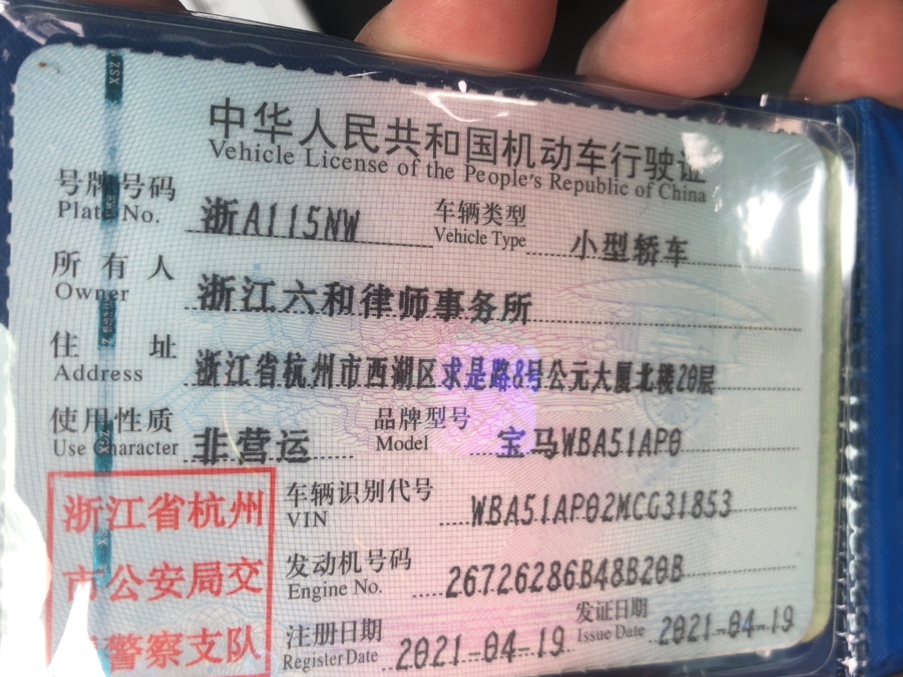 XSZ
中华人民共和国机动车行驶证
Vehicle License of the People's Republic of China
号牌号码 浙A115NW 车辆类型 小型轿车
Plate No. Vehicle Type
所有人 浙江六和律师事务所
Owner
住址 浙江省杭州市西湖区求是路8号公元大厦北楼20层
Address
使用性质 非营运 品牌型号 宝马WBA51AP0
Use Character Model
浙江省杭州
市公安局交
警察支队
车辆识别代号 WBA51AP02MCG31853
VIN
发动机号码 26726286B48B20B
Engine No.
注册日期 2021-04-19 发证日期 2021-04-19
Register Date Issue Date